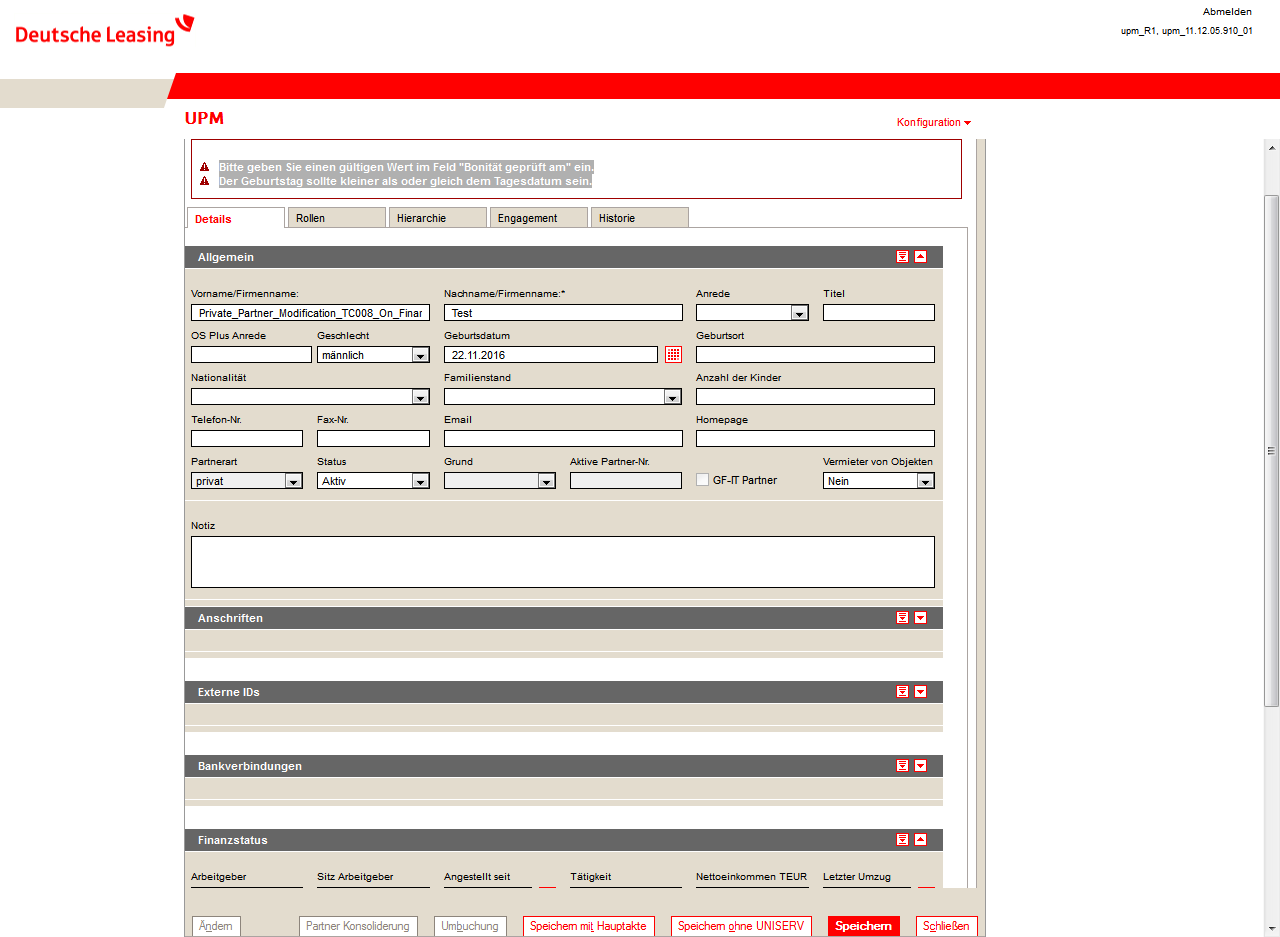 Deutsche Leasing
Abmelden
upm_R1, upm_11.12.05.910_01
UPM
Konfiguration
Bitte geben Sie einen gültigen Wert im Feld "Bonität geprüft am" ein.
Der Geburtstag sollte kleiner als oder gleich dem Tagesdatum sein.
Details Rollen Hierarchie Engagement Historie
Allgemein
Vorname/Firmenname: Nachname/Firmenname:* Anrede Titel
Private_Partner_Modification_TC008_On_Finar Test
OS Plus Anrede Geschlecht Geburtsdatum Geburtsort
männlich 22.11.2016
Nationalität Familienstand Anzahl der Kinder
Telefon-Nr. Fax-Nr. Email Homepage
Partnerart Status Grund Aktive Partner-Nr. Vermieter von Objekten
privat Aktiv GF-IT Partner Nein
Notiz
Anschriften
Externe IDs
Bankverbindungen
Finanzstatus
Arbeitgeber Sitz Arbeitgeber Angestellt seit Tätigkeit Nettoeinkommen TEUR Letzter Umzug
Ändern Partner Konsolidierung Umbuchung Speichern mit Hauptakte Speichern ohne UNISERV Speichern Schließen